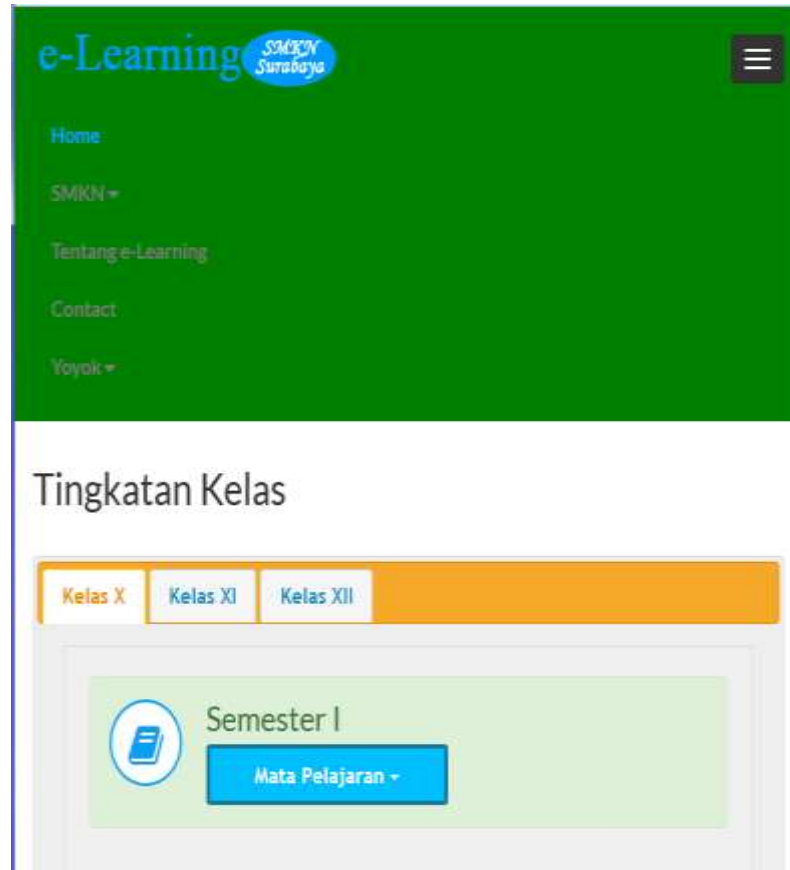 e-Learning SMKN
Surabaya
Home
SMKN
Tentang e-Learning
Contact
Yoyok
Tingkatan Kelas
Kelas X Kelas XI Kelas XII
Semester I
Mata Pelajaran